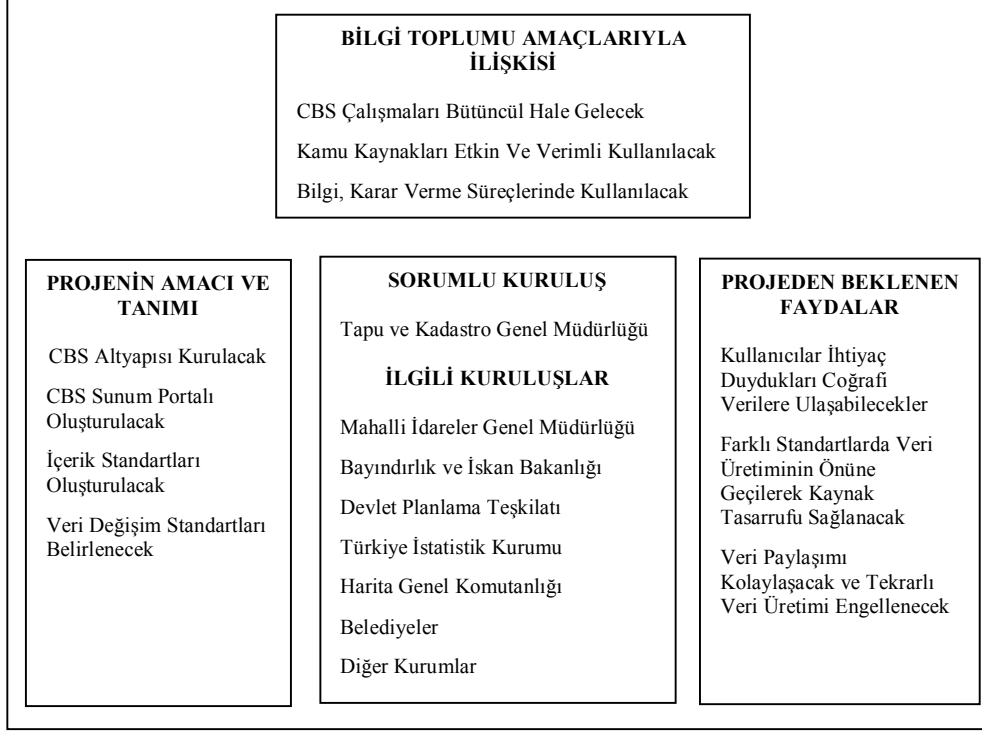 BİLGİ TOPLUMU AMAÇLARIYLA
İLİŞKİSİ
CBS Çalışmaları Bütüncül Hale Gelecek
Kamu Kaynakları Etkin Ve Verimli Kullanılacak
Bilgi, Karar Verme Süreçlerinde Kullanılacak
PROJENİN AMACI VE
TANIMI
CBS Altyapısı Kurulacak
CBS Sunum Portalı
Oluşturulacak
İçerik Standartları
Oluşturulacak
Veri Değişim Standartları
Belirlenecek
SORUMLU KURULUŞ
Tapu ve Kadastro Genel Müdürlüğü
İLGİLİ KURULUŞLAR
Mahalli İdareler Genel Müdürlüğü
Bayındırlık ve İskan Bakanlığı
Devlet Planlama Teşkilatı
Türkiye İstatistik Kurumu
Harita Genel Komutanlığı
Belediyeler
Diğer Kurumlar
PROJEDEN BEKLENEN
FAYDALAR
Kullanıcılar İhtiyaç
Duydukları Coğrafi
Verilere Ulaşabilecekler
Farklı Standartlarda Veri
Üretiminin Önüne
Geçilerek Kaynak
Tasarrufu Sağlanacak
Veri Paylaşımı
Kolaylaşacak ve Tekrarlı
Veri Üretimi Engellenecek